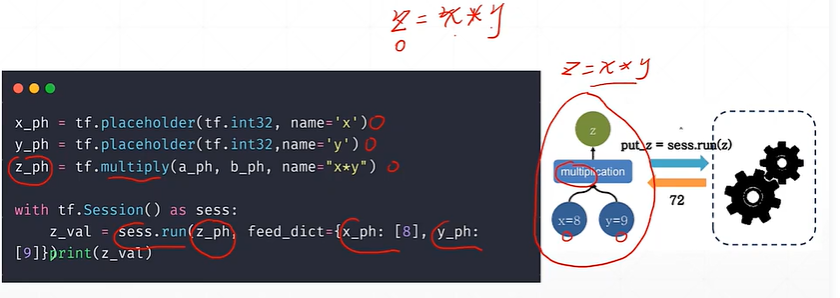 z = x * y
z = x * y
x_ph = tf.placeholder(tf.int32, name='x')
y_ph = tf.placeholder(tf.int32,name='y')
z_ph = tf.multiply(a_ph, b_ph, name="x*y")
with tf.Session() as sess:
z_val = sess.run(z_ph, feed_dict={x_ph: [8], y_ph:
[9]})print(z_val)
z
multiplication
x=8
y=9
put_z = sess.run(z)
72